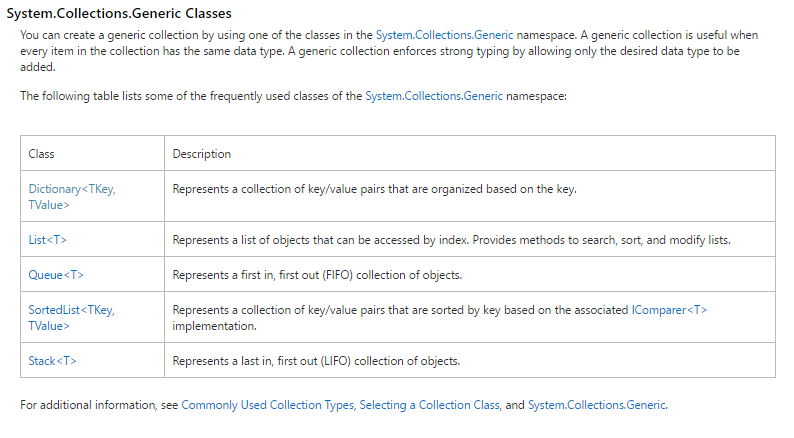 System.Collections.Generic Classes
You can create a generic collection by using one of the classes in the System.Collections.Generic namespace. A generic collection is useful when
every item in the collection has the same data type. A generic collection enforces strong typing by allowing only the desired data type to be
added.
The following table lists some of the frequently used classes of the System.Collections.Generic namespace:
Class
Description
Dictionary<TKey,
TValue>
Represents a collection of key/value pairs that are organized based on the key.
List<T>
Represents a list of objects that can be accessed by index. Provides methods to search, sort, and modify lists.
Queue<T>
Represents a first in, first out (FIFO) collection of objects.
SortedList<TKey,
TValue>
Represents a collection of key/value pairs that are sorted by key based on the associated IComparer<T>
implementation.
Stack<T>
Represents a last in, first out (LIFO) collection of objects.
For additional information, see Commonly Used Collection Types, Selecting a Collection Class, and System.Collections.Generic.